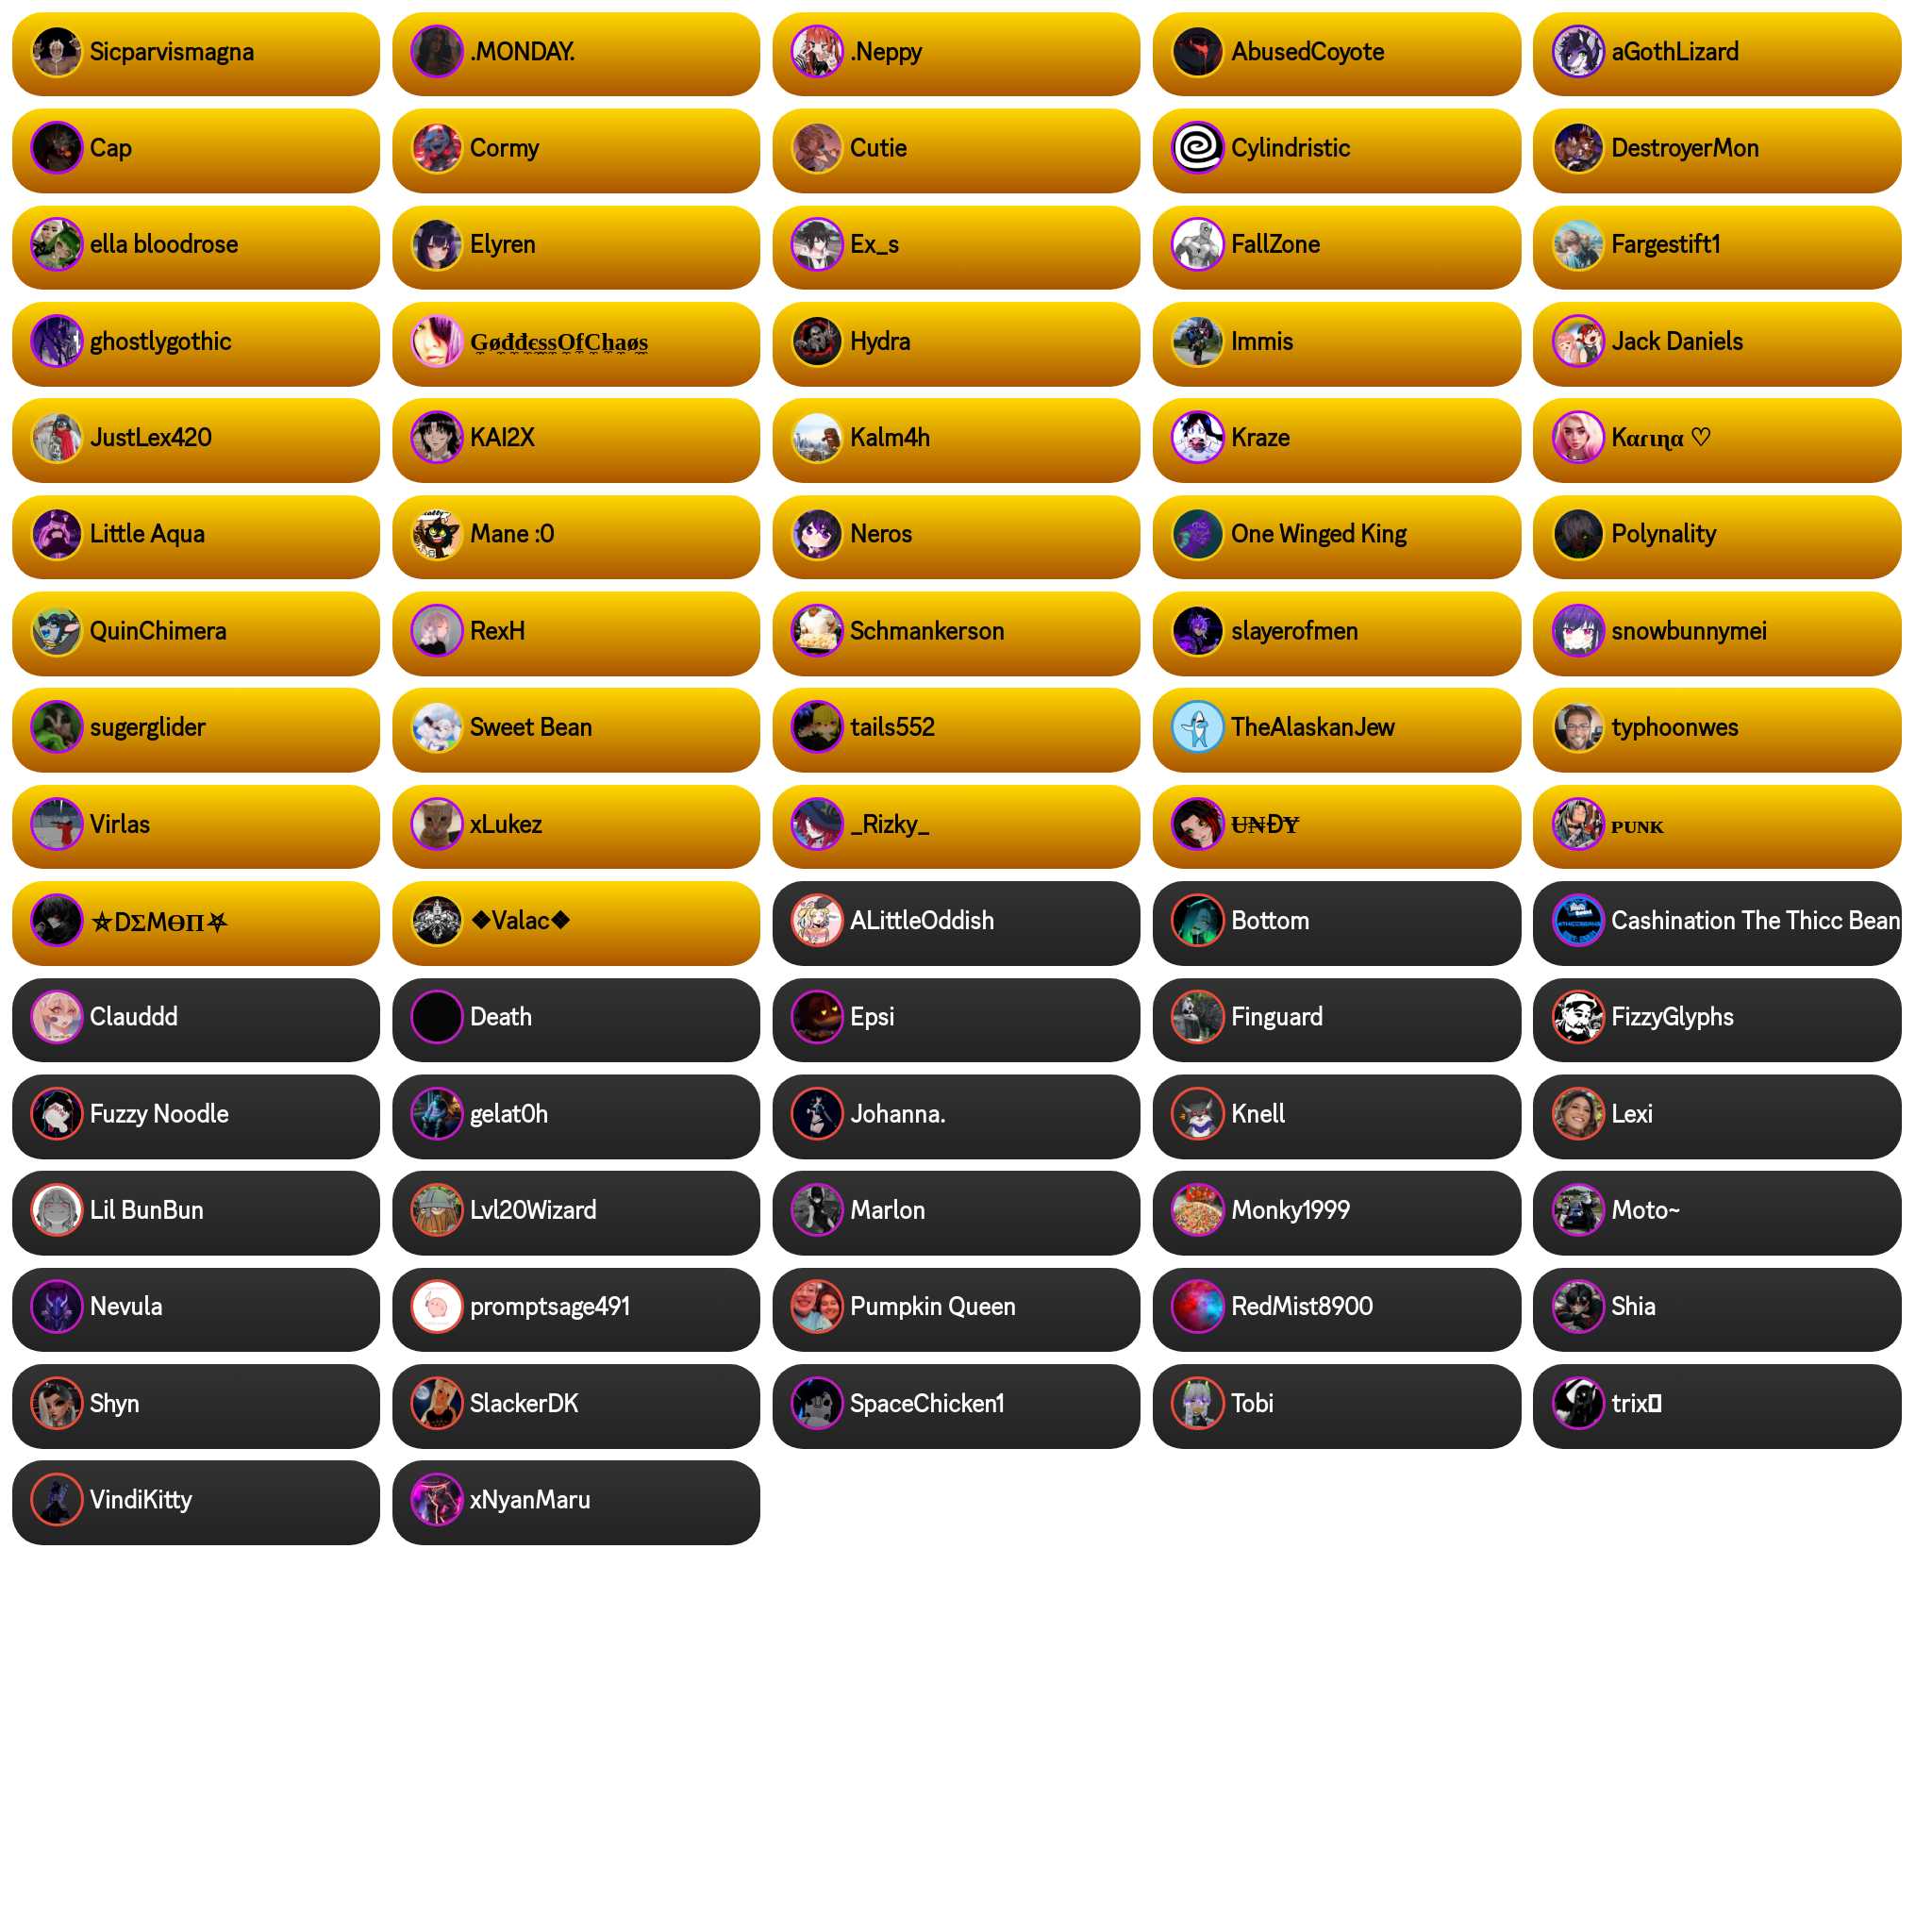 Sicparvismagna
.MONDAY.
.Neppy
AbusedCoyote
aGothLizard
Cap
Cormy
Cutie
Cylindristic
DestroyerMon
ella bloodrose
Elyren
Ex_s
FallZone
Fargestift1
ghostlygothic
G̰ø̰đ̰đ̰є̰s̰s̰O̰f̰C̰h̰a̰ø̰s̰
Hydra
Immis
Jack Daniels
JustLex420
KAI2X
Kalm4h
Kraze
Kαɾιɳα ♡
Little Aqua
Mane :0
Neros
One Winged King
Polynality
QuinChimera
RexH
Schmankerson
slayerofmen
snowbunnymei
sugerglider
Sweet Bean
tails552
TheAlaskanJew
typhoonwes
Virlas
xLukez
_Rizky_
U̶N̶ĐY̶
ᴘᴜɴᴋ
⛤DΣMӨП⛧
❖Valac❖
ALittleOddish
Bottom
Cashination The Thicc Bean
Clauddd
Death
Epsi
Finguard
FizzyGlyphs
Fuzzy Noodle
gelat0h
Johanna.
Knell
Lexi
Lil BunBun
Lvl20Wizard
Marlon
Monky1999
Moto~
Nevula
promptsage491
Pumpkin Queen
RedMist8900
Shia
Shyn
SlackerDK
SpaceChicken1
Tobi
trix
VindiKitty
xNyanMaru